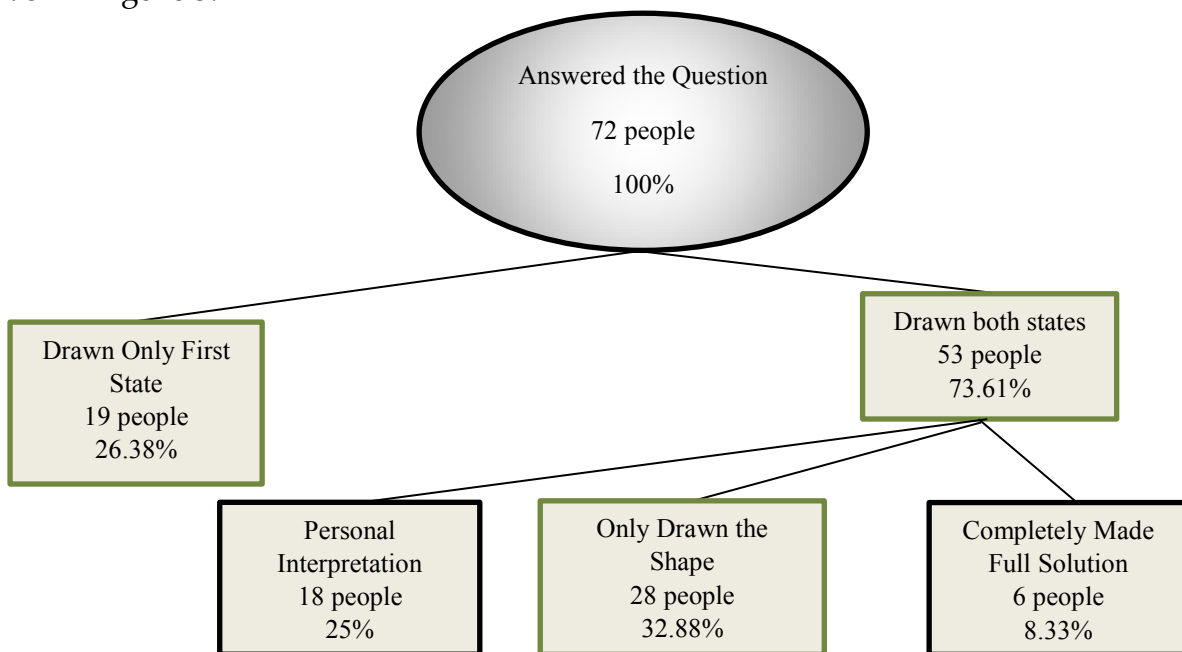 Answered the Question
72 people
100%
Drawn Only First
State
19 people
26.38%
Drawn both states
53 people
73.61%
Personal
Interpretation
18 people
25%
Only Drawn the
Shape
28 people
32.88%
Completely Made
Full Solution
6 people
8.33%